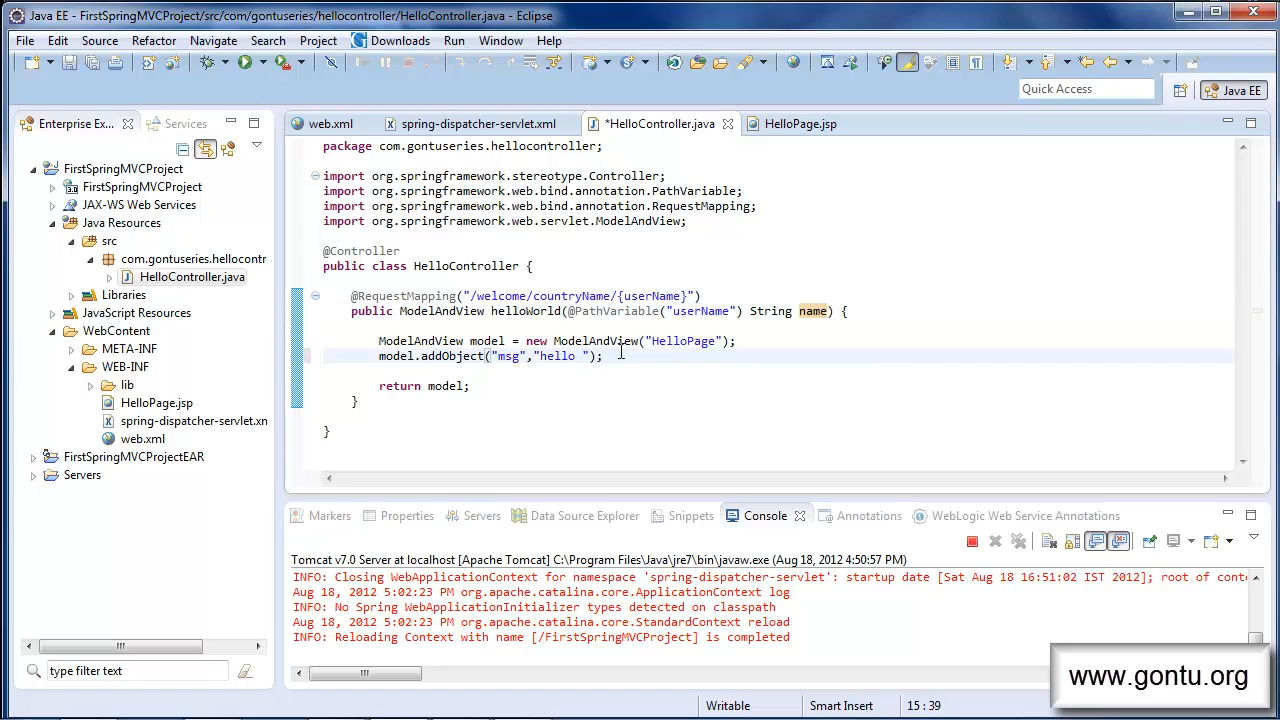 Java EE - FirstSpringMVCProject/src/com/gontuseries/hellocontroller/HelloController.java - Eclipse
File Edit Source Refactor Navigate Search Project Downloads Run Window Help
Quick Access
Java EE
Enterprise Ex...
Services
web.xml
spring-dispatcher-servlet.xml
*HelloController.java
HelloPage.jsp
FirstSpringMVCProject
FirstSpringMVCProject
JAX-WS Web Services
Java Resources
src
com.gontuseries.hellocontr
HelloController.java
Libraries
JavaScript Resources
WebContent
META-INF
WEB-INF
lib
HelloPage.jsp
spring-dispatcher-servlet.xn
web.xml
FirstSpringMVCProjectEAR
Servers
type filter text
package com.gontuseries.hellocontroller;
import org.springframework.stereotype.Controller;
import org.springframework.web.bind.annotation.PathVariable;
import org.springframework.web.bind.annotation.RequestMapping;
import org.springframework.web.servlet.ModelAndView;
@Controller
public class HelloController {
@RequestMapping("/welcome/countryName/{userName}")
public ModelAndView helloWorld(@PathVariable("userName") String name) {
ModelAndView model = new ModelAndView("HelloPage");
model.addObject("msg","hello ");
return model;
}
}
Markers Properties Servers Data Source Explorer Snippets Console Annotations WebLogic Web Service Annotations
Tomcat v7.0 Server at localhost [Apache Tomcat] C:\Program Files\Java\jre7\bin\javaw.exe (Aug 18, 2012 4:50:57 PM)
INFO: Closing WebApplicationContext for namespace 'spring-dispatcher-servlet': startup date [Sat Aug 18 16:51:02 IST 2012]; root of conte
Aug 18, 2012 5:02:23 PM org.apache.catalina.core.ApplicationContext log
INFO: No Spring WebApplicationInitializer types detected on classpath
Aug 18, 2012 5:02:23 PM org.apache.catalina.core.StandardContext reload
INFO: Reloading Context with name [/FirstSpringMVCProject] is completed
www.gontu.org
Writable
Smart Insert
15 : 39